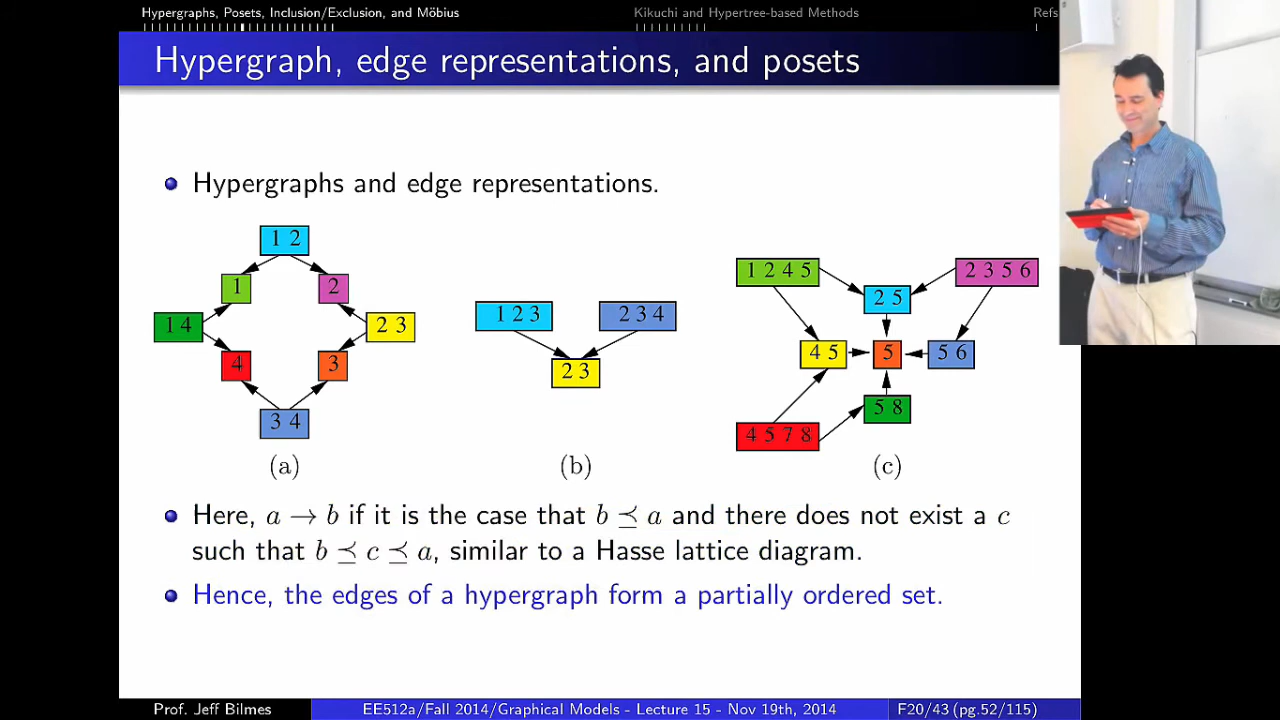 Hypergraphs, Posets, Inclusion/Exclusion, and Möbius
Kikuchi and Hypertree-based Methods
Refs
Hypergraph, edge representations, and posets
Hypergraphs and edge representations.
1 2
1
2
1 4
2 3
4
3
3 4
(a)
1 2 3
2 3 4
2 3
(b)
1 2 4 5
2 3 5 6
2 5
4 5
5
5 6
5 8
4 5 7 8
(c)
Here, a → b if it is the case that b ⪯ a and there does not exist a c
such that b ⪯ c ⪯ a, similar to a Hasse lattice diagram.
Hence, the edges of a hypergraph form a partially ordered set.
Prof. Jeff Bilmes
EE512a/Fall 2014/Graphical Models - Lecture 15 - Nov 19th, 2014
F20/43 (pg.52/115)